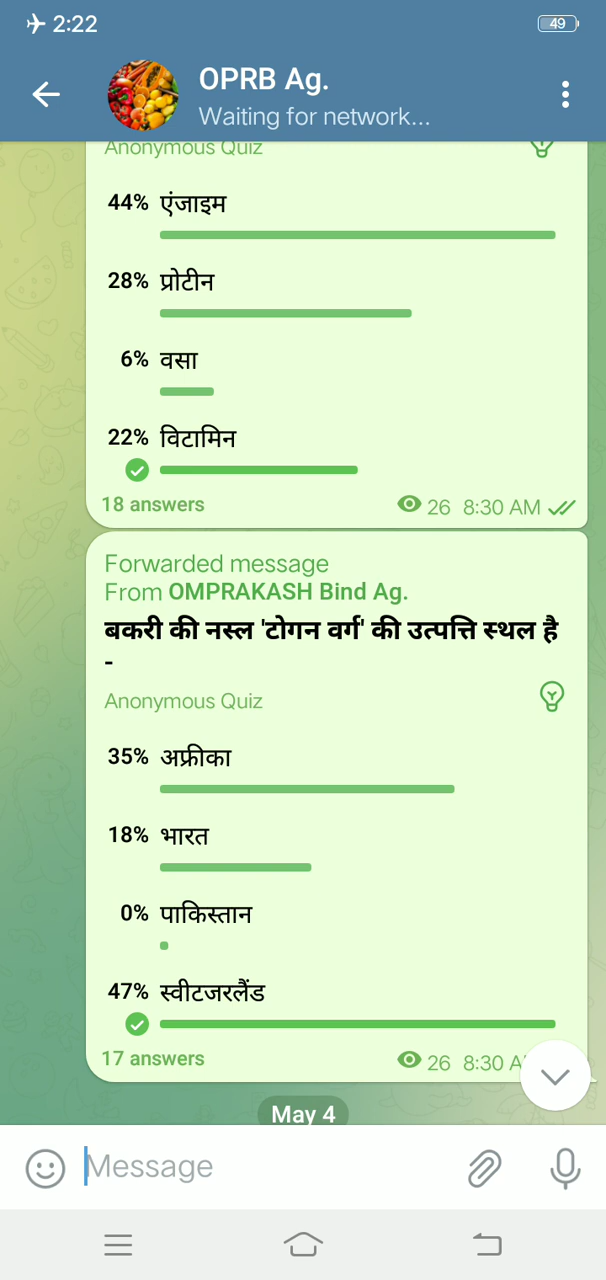 2:22
49
OPRB Ag.
Waiting for network...
Anonymous Quiz
44% एंजाइम
28% प्रोटीन
6% वसा
22% विटामिन
18 answers 26 8:30 AM
Forwarded message
From OMPRAKASH Bind Ag.
बकरी की नस्ल 'टोगन वर्ग' की उत्पत्ति स्थल है
-
Anonymous Quiz
35% अफ्रीका
18% भारत
0% पाकिस्तान
47% स्वीटजरलैंड
17 answers 26 8:30 A
May 4
Message